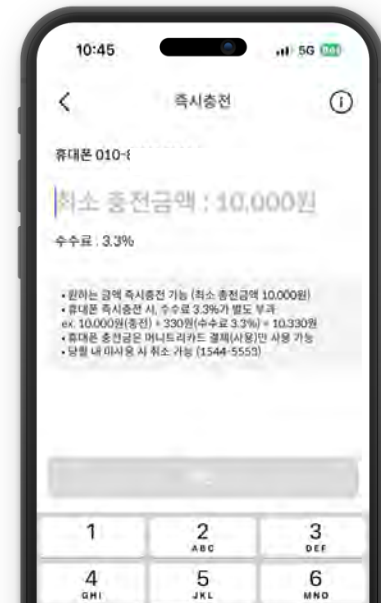 10:45
5G
즉시충전
휴대폰 010-8
최소 충전금액 : 10,000원
수수료 : 3.3%
• 원하는 금액 즉시충전 가능 (최소 충전금액 10,000원)
• 휴대폰 즉시충전 시, 수수료 3.3%가 별도 부과
ex. 10,000원(충전) + 330원(수수료 3.3%) = 10,330원
• 휴대폰 충전금은 머니트리카드 결제(사용)만 사용 가능
• 당월 내 미사용 시 취소 가능 (1544-5553)
1
2
ABC
3
DEF
4
GHI
5
JKL
6
MNO